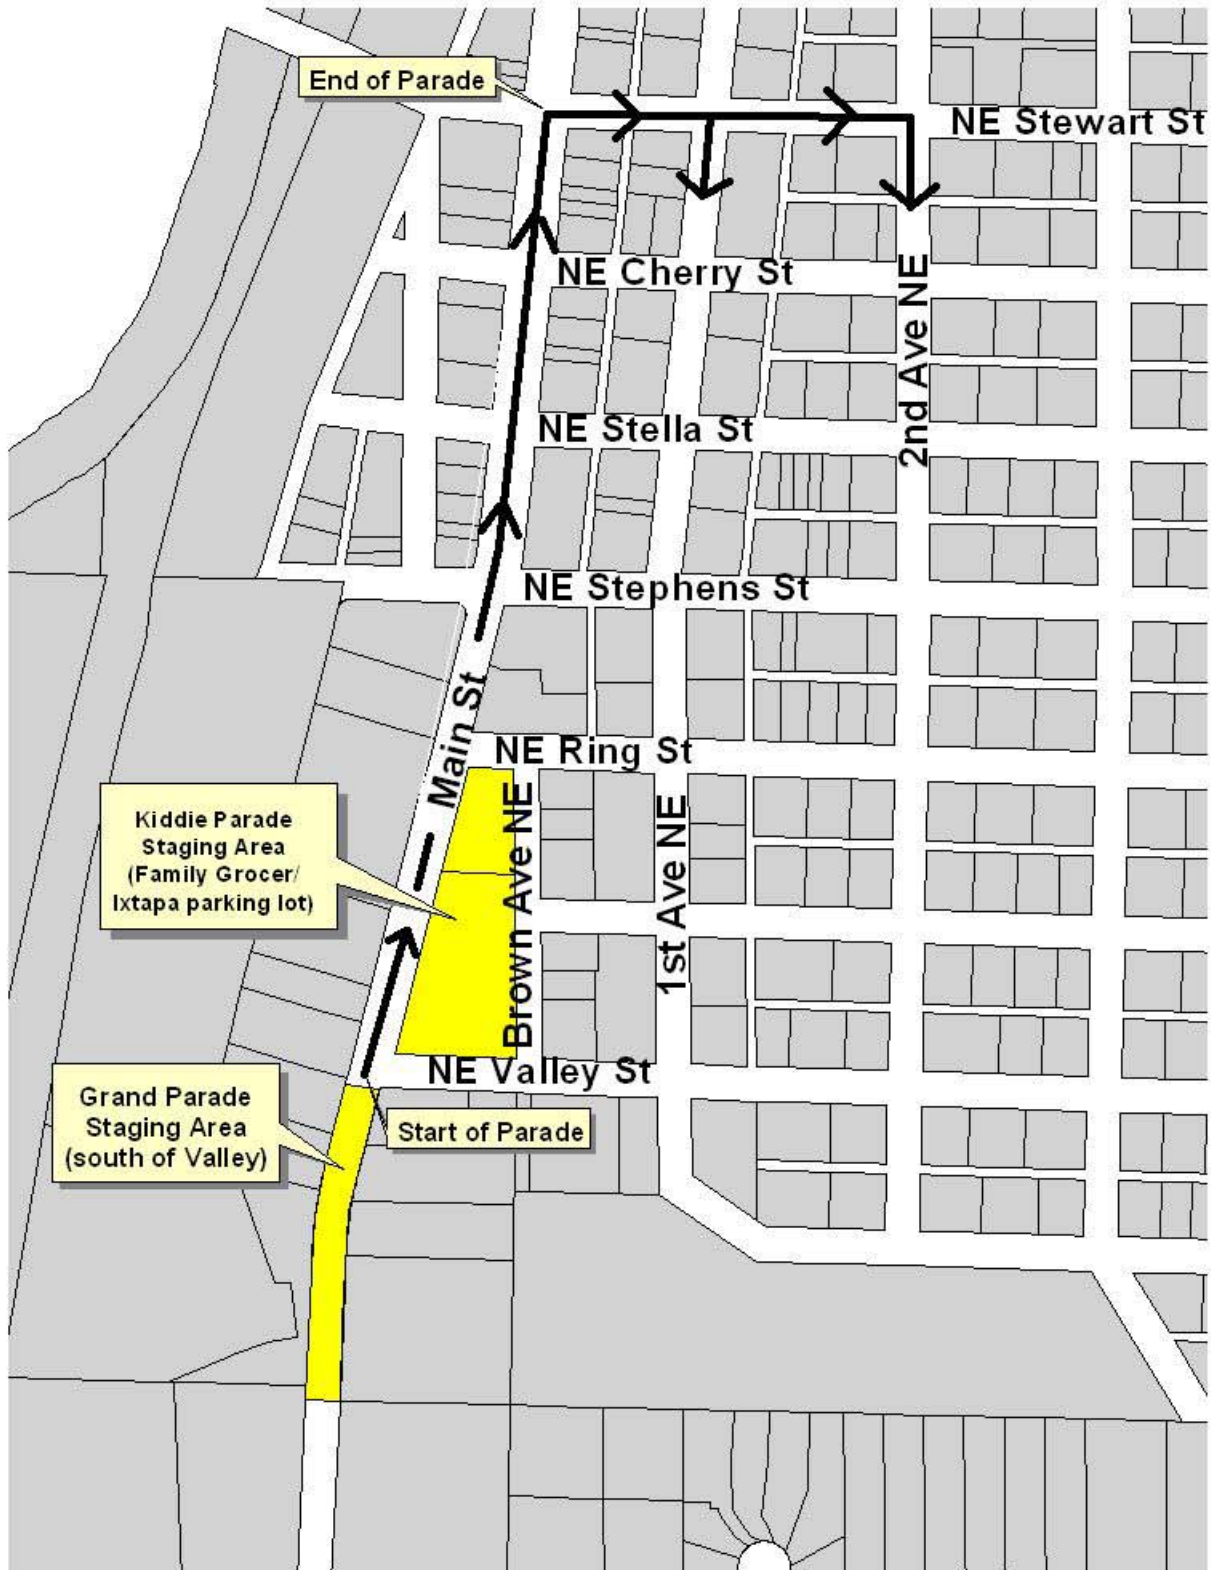 End of Parade
NE Stewart St
NE Cherry St
2nd Ave NE
NE Stella St
NE Stephens St
Main St
NE Ring St
Kiddie Parade
Staging Area
(Family Grocer/
Ixtapa parking lot)
Brown Ave NE
1st Ave NE
NE Valley St
Grand Parade
Staging Area
(south of Valley)
Start of Parade